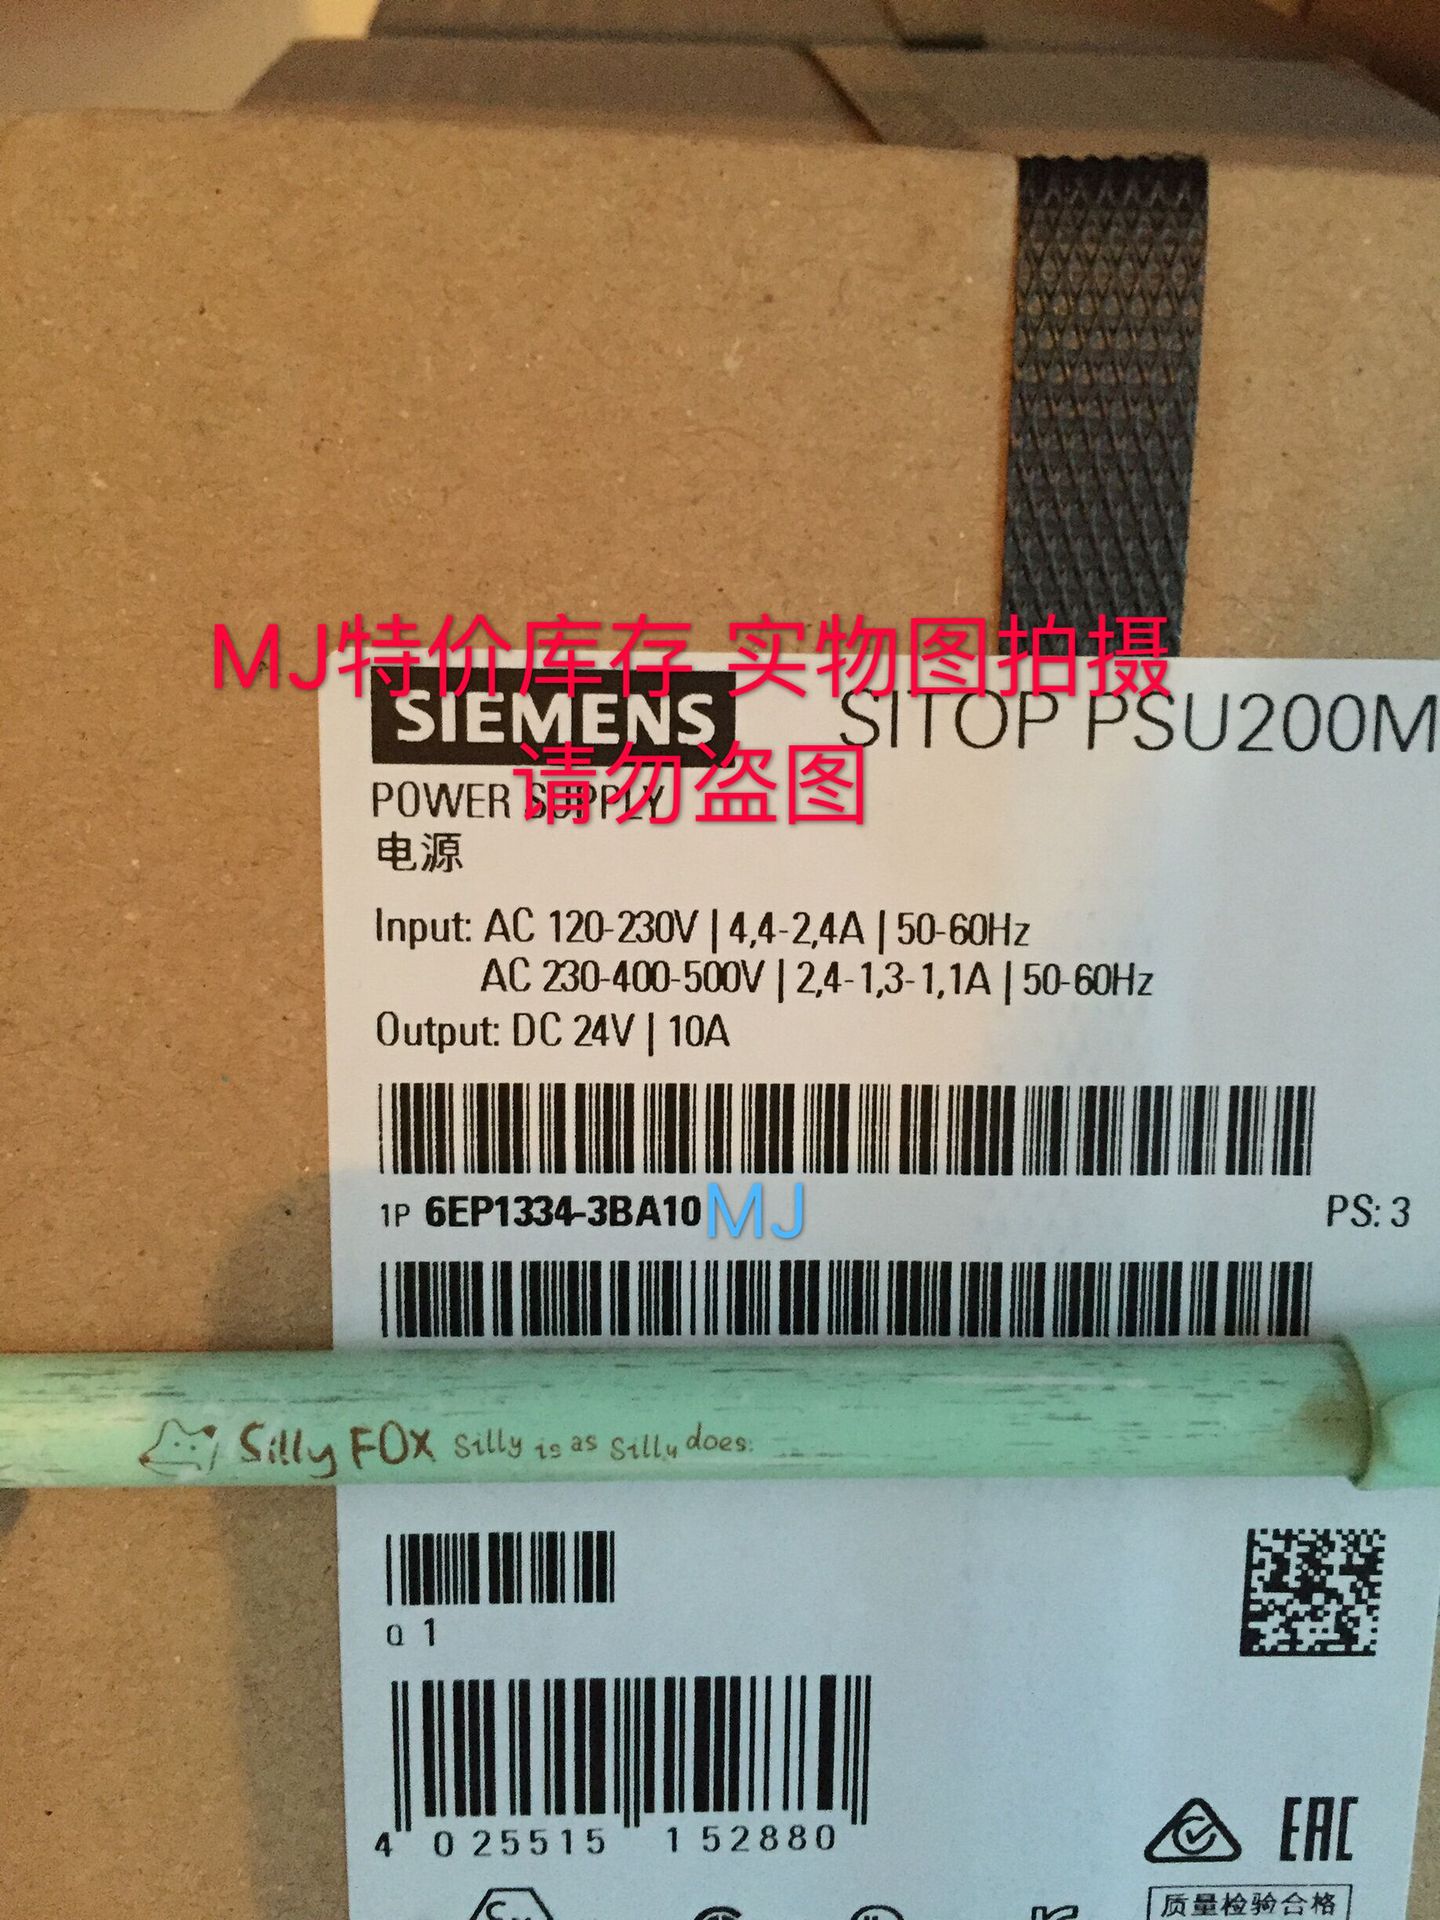 MJ特价库存 实物图拍摄
请勿盗图
SIEMENS
SITOP PSU200M
POWER SUPPLY
电源
Input: AC 120-230V | 4,4-2,4A | 50-60Hz
AC 230-400-500V | 2,4-1,3-1,1A | 50-60Hz
Output: DC 24V | 10A
1P 6EP1334-3BA10
MJ
PS: 3
Silly FOX Silly is as Silly does.
Q 1
4 025515 152880
EAC
质量检验合格